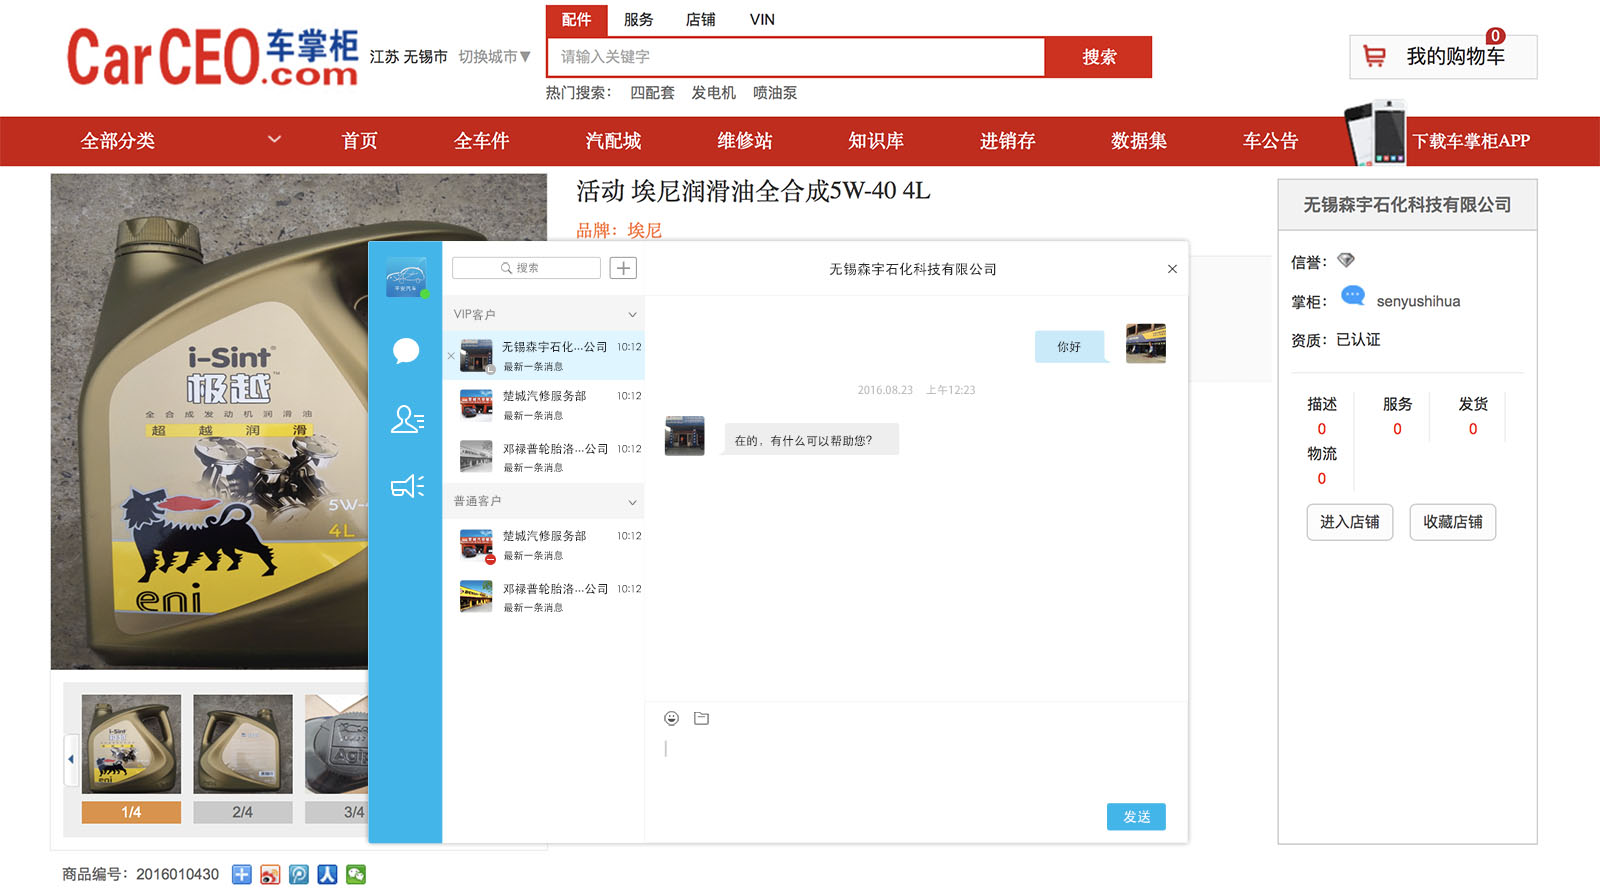 配件 服务 店铺 VIN
CarCEO车掌柜.com
江苏 无锡市 切换城市▼
请输入关键字 搜索
热门搜索： 四配套 发电机 喷油泵
0
我的购物车
全部分类 首页 全车件 汽配城 维修站 知识库 进销存 数据集 车公告 下载车掌柜APP
活动 埃尼润滑油全合成5W-40 4L
品牌：埃尼
i-Sint
极越™
全合成发动机润滑油
超越润滑
5W-4
4L
eni
1/4 2/4 3/4
商品编号：2016010430
平安汽车
搜索
VIP客户
无锡森宇石化...公司 10:12
最新一条消息
楚城汽修服务部 10:12
最新一条消息
邓禄普轮胎洛...公司 10:12
最新一条消息
普通客户
楚城汽修服务部 10:12
最新一条消息
邓禄普轮胎洛...公司 10:12
最新一条消息
无锡森宇石化科技有限公司
你好
2016.08.23 上午12:23
在的，有什么可以帮助您？
发送
无锡森宇石化科技有限公司
信誉：
掌柜： senyushihua
资质：已认证
描述 服务 发货
0 0 0
物流
0
进入店铺 收藏店铺